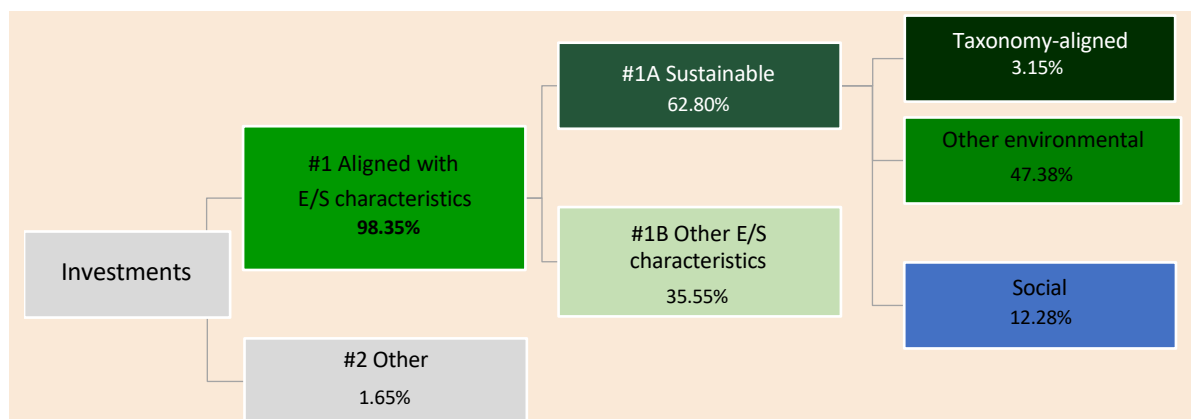 Investments
#1 Aligned with
E/S characteristics
98.35%
#2 Other
1.65%
#1A Sustainable
62.80%
#1B Other E/S
characteristics
35.55%
Taxonomy-aligned
3.15%
Other environmental
47.38%
Social
12.28%